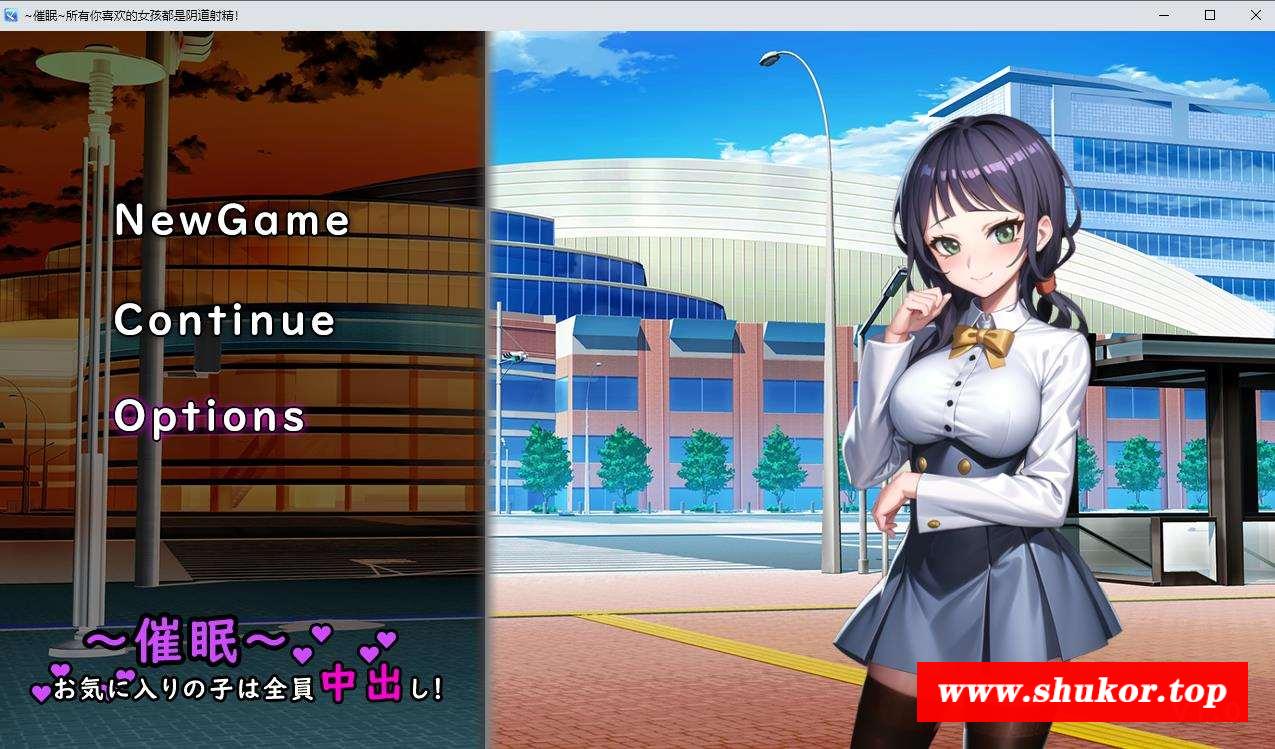 ~催眠~所有你喜欢的女孩都是阴道射精!
NewGame
Continue
Options
～催眠～
お気に入りの子は全員中出し!
www.shukor.top